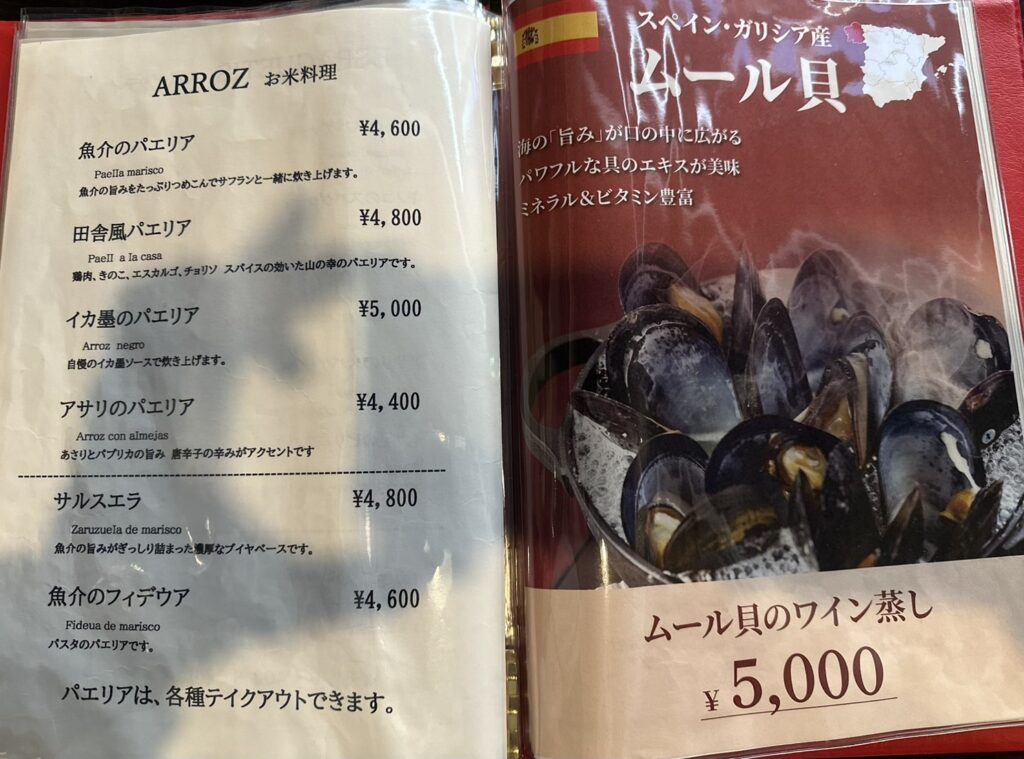 ARROZ お米料理
魚介のパエリア ¥4,600
Paella marisco
魚介の旨みをたっぷりつめこんでサフランと一緒に炊き上げます。
田舎風パエリア ¥4,800
Paell a la casa
鶏肉、きのこ、エスカルゴ、チョリソ スパイスの効いた山の幸のパエリアです。
イカ墨のパエリア ¥5,000
Arroz negro
自慢のイカ墨ソースで炊き上げます。
アサリのパエリア ¥4,400
Arroz con almejas
あさりとパプリカの旨み 唐辛子の辛みがアクセントです
サルスエラ ¥4,800
Zaruzuela de marisco
魚介の旨みがぎっしり詰まった濃厚なブイヤベースです。
魚介のフィデウア ¥4,600
Fideua de marisco
パスタのパエリアです。
パエリアは、各種テイクアウトできます。
スペイン・ガリシア産
ムール貝
海の「旨み」が口の中に広がる
パワフルな貝のエキスが美味
ミネラル&ビタミン豊富
ムール貝のワイン蒸し
¥5,000